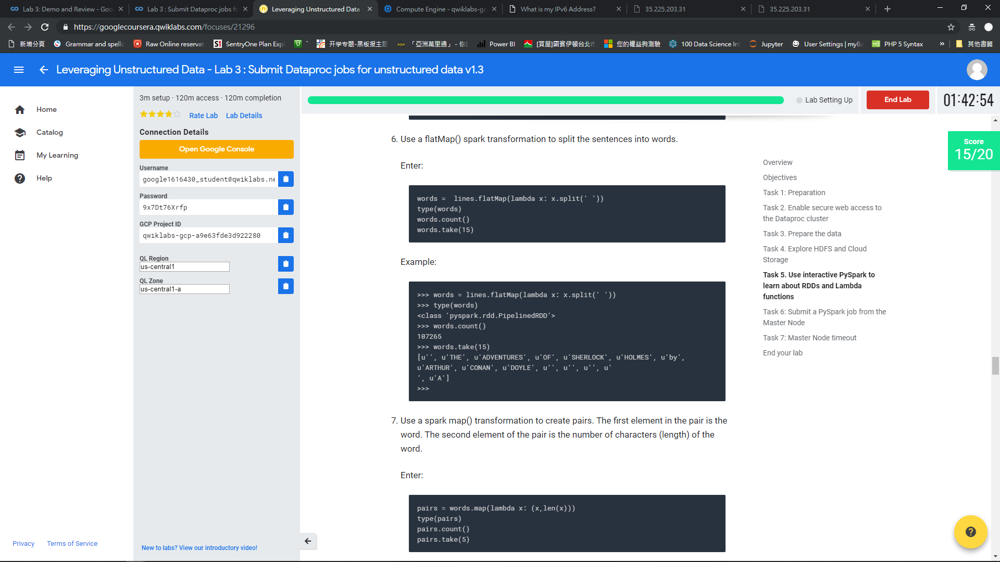 Lab 3: Demo and Review - Goo
Lab 3 : Submit Dataproc jobs fo
Leveraging Unstructured Data -
Compute Engine - qwiklabs-gc
What is my IPv6 Address?
35.225.203.31
35.225.203.31
https://googlecoursera.qwiklabs.com/focuses/21296
新增分頁
Grammar and spellc
Raw Online reservat
SentryOne Plan Expl
开学专题-黑板报主题
「亞洲萬里通」 - 你的
Power BI
[買屋]國賓伊頓台北市
您的權益與測驗
100 Data Science Int
Jupyter
User Settings | myBa
PHP 5 Syntax
»
其他書籤
Leveraging Unstructured Data - Lab 3 : Submit Dataproc jobs for unstructured data v1.3
Home
Catalog
My Learning
Help
Privacy
Terms of Service
3m setup · 120m access · 120m completion
Rate Lab
Lab Details
Connection Details
Open Google Console
Username
google1616430_student@qwiklabs.ne
Password
9x7Dt76Xrfp
GCP Project ID
qwiklabs-gcp-a9e63fde3d922280
QL Region
us-central1
QL Zone
us-central1-a
New to labs? View our introductory video!
Lab Setting Up
End Lab
01:42:54
6. Use a flatMap() spark transformation to split the sentences into words.
Enter:
words =  lines.flatMap(lambda x: x.split(' '))
type(words)
words.count()
words.take(15)
Example:
>>> words = lines.flatMap(lambda x: x.split(' '))
>>> type(words)
<class 'pyspark.rdd.PipelinedRDD'>
>>> words.count()
107265
>>> words.take(15)
[u'', u'THE', u'ADVENTURES', u'OF', u'SHERLOCK', u'HOLMES', u'by',
u'ARTHUR', u'CONAN', u'DOYLE', u'', u'', u'', u'
', u'A']
>>>
7. Use a spark map() transformation to create pairs. The first element in the pair is the
word. The second element of the pair is the number of characters (length) of the
word.
Enter:
pairs = words.map(lambda x: (x,len(x)))
type(pairs)
pairs.count()
pairs.take(5)
Overview
Objectives
Task 1: Preparation
Task 2. Enable secure web access to
the Dataproc cluster
Task 3. Prepare the data
Task 4. Explore HDFS and Cloud
Storage
Task 5. Use interactive PySpark to
learn about RDDs and Lambda
functions
Task 6: Submit a PySpark job from the
Master Node
Task 7: Master Node timeout
End your lab
Score
15/20